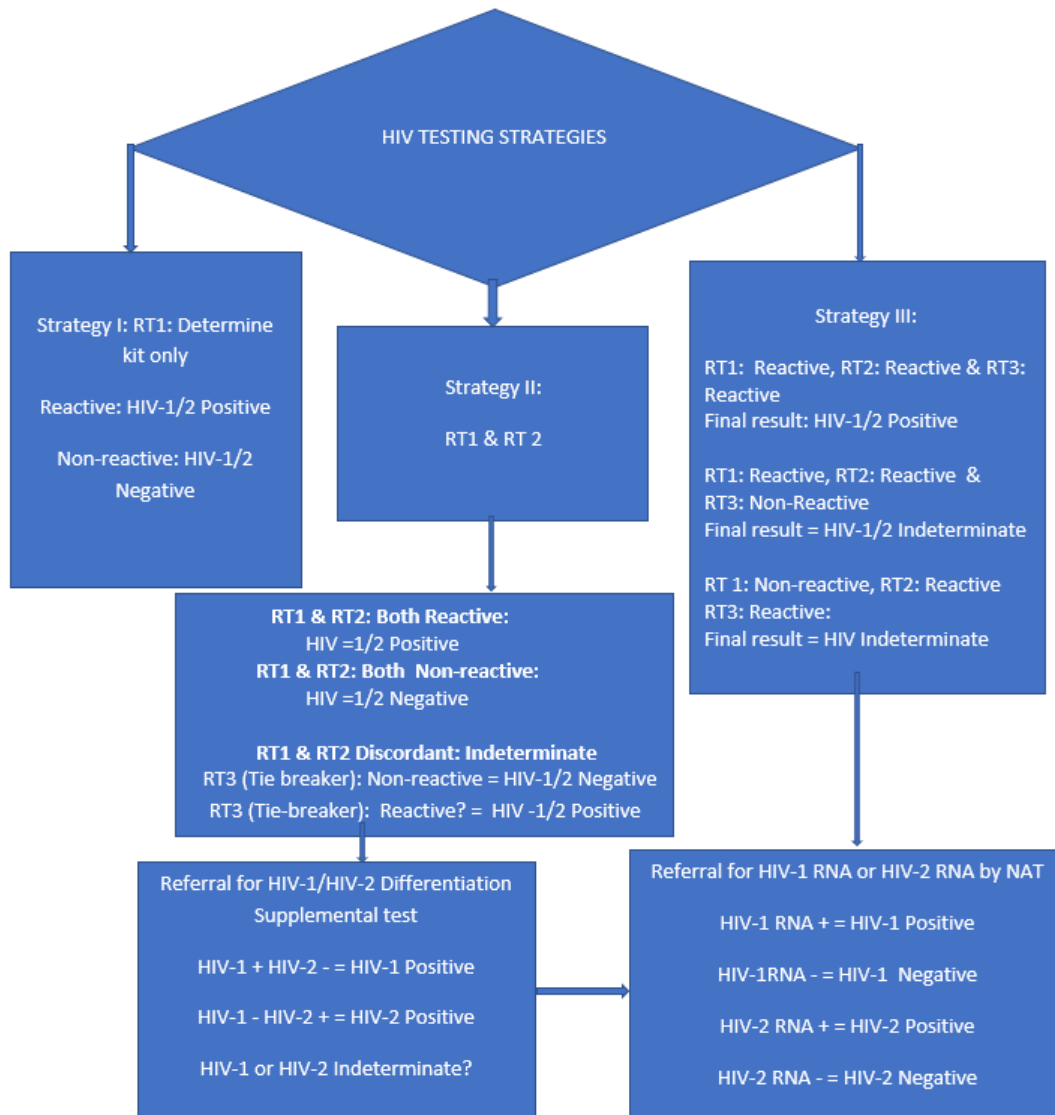 HIV TESTING STRATEGIES
Strategy I: RT1: Determine
kit only
Reactive: HIV-1/2 Positive
Non-reactive: HIV-1/2
Negative
Strategy II:
RT1 & RT 2
RT1 & RT2: Both Reactive:
HIV =1/2 Positive
RT1 & RT2: Both  Non-reactive:
HIV =1/2 Negative
RT1 & RT2 Discordant: Indeterminate
RT3 (Tie breaker): Non-reactive = HIV-1/2 Negative
RT3 (Tie-breaker):  Reactive? =  HIV -1/2 Positive
Strategy III:
RT1:  Reactive, RT2: Reactive & RT3:
Reactive
Final result: HIV-1/2 Positive
RT1: Reactive, RT2: Reactive  &
RT3: Non-Reactive
Final result = HIV-1/2 Indeterminate
RT 1: Non-reactive, RT2: Reactive
RT3: Reactive:
Final result = HIV Indeterminate
Referral for HIV-1/HIV-2 Differentiation
Supplemental test
HIV-1 + HIV-2 - = HIV-1 Positive
HIV-1 - HIV-2 + = HIV-2 Positive
HIV-1 or HIV-2 Indeterminate?
Referral for HIV-1 RNA or HIV-2 RNA by NAT
HIV-1 RNA + = HIV-1 Positive
HIV-1RNA - = HIV-1  Negative
HIV-2 RNA + = HIV-2 Positive
HIV-2 RNA - = HIV-2 Negative